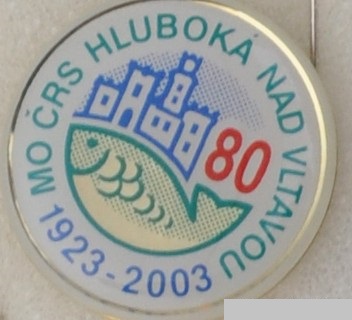 MO ČRS HLUBOKÁ NAD VLTAVOU
80
1923-2003